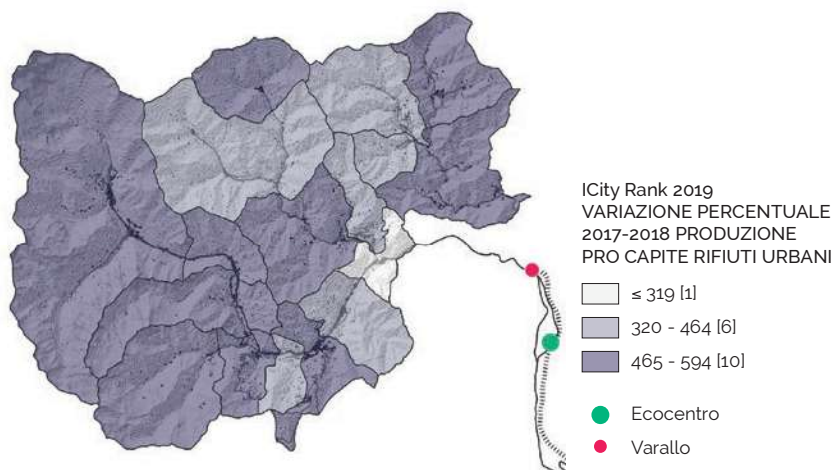 ICity Rank 2019
VARIAZIONE PERCENTUALE
2017-2018 PRODUZIONE
PRO CAPITE RIFIUTI URBANI
≤ 319 [1]
320 - 464 [6]
465 - 594 [10]
Ecocentro
Varallo